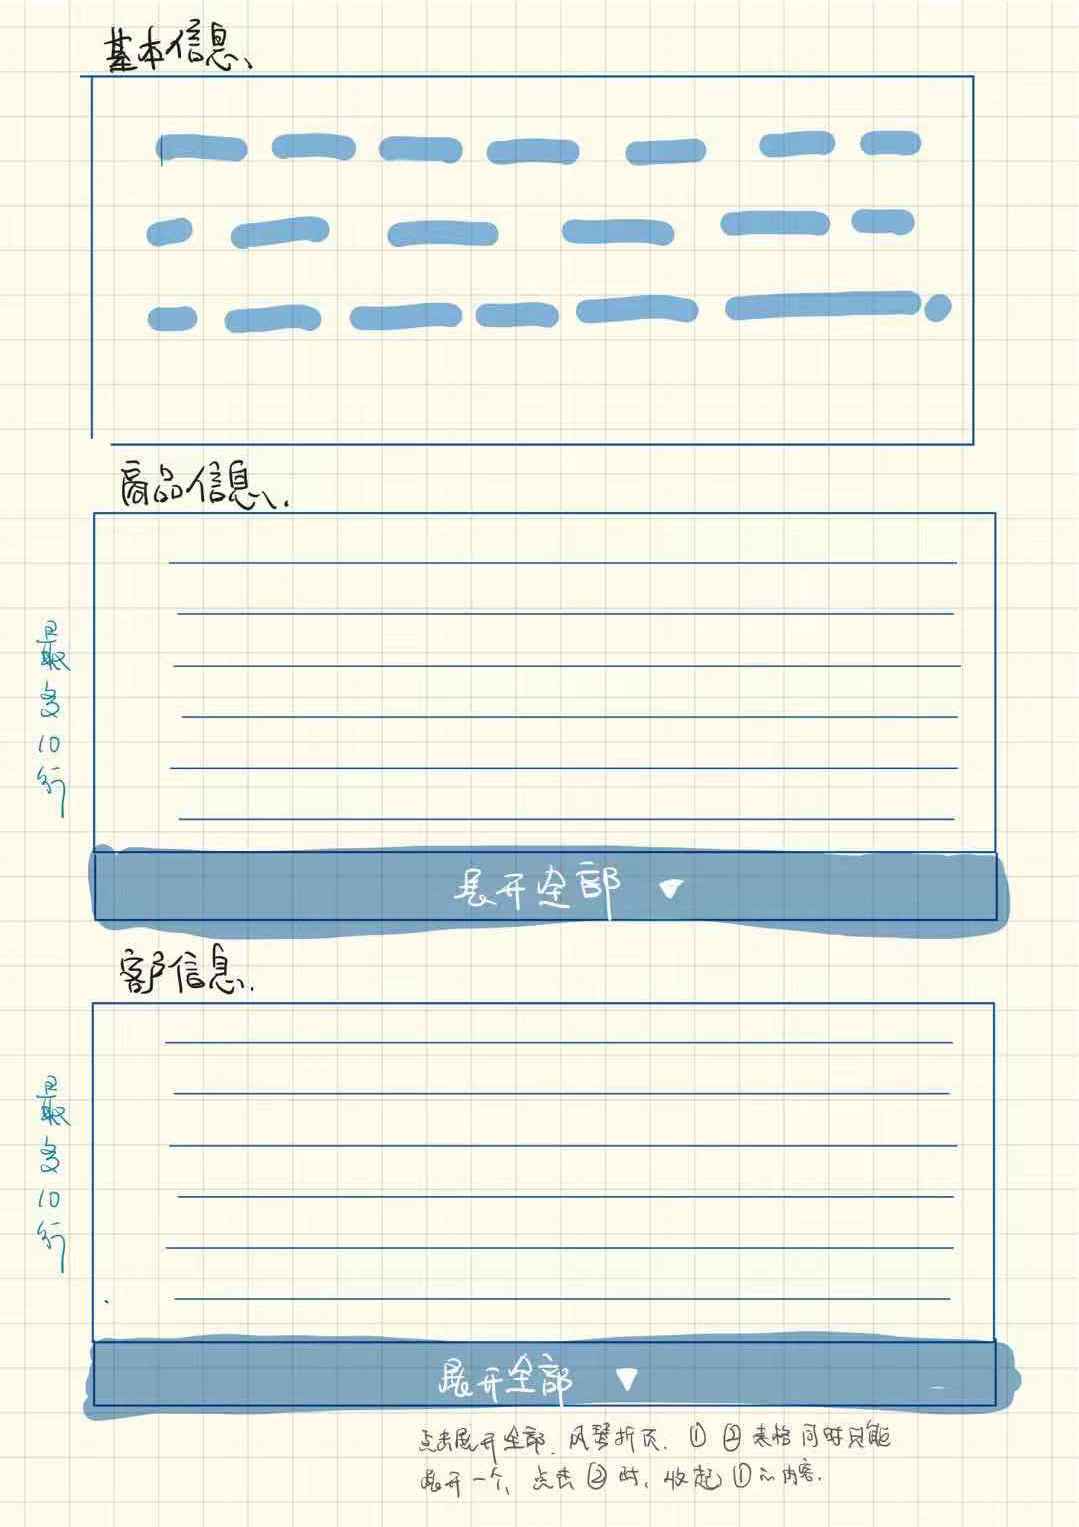 基本信息、
商品信息、.
最多10行
展开全部 ▼
客户信息.
最多10行
展开全部 ▼
点击展开全部、风琴折页. ① ② 表格同时只能
展开一个, 点击 ② 时, 收起 ① 的内容.